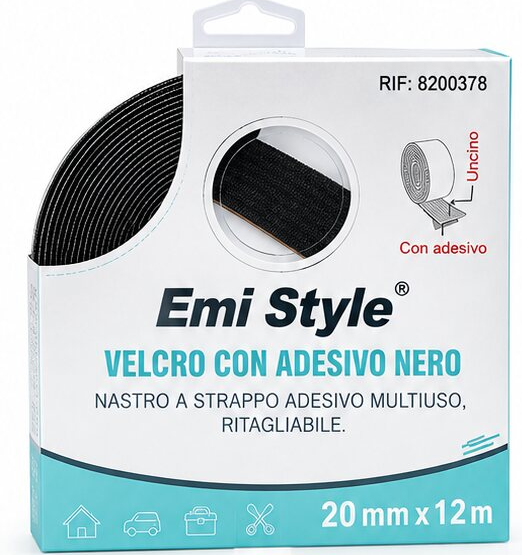 RIF: 8200378
Uncino
Con adesivo
Emi Style®
VELCRO CON ADESIVO NERO
NASTRO A STRAPPO ADESIVO MULTIUSO,
RITAGLIABILE.
20 mm x 12 m